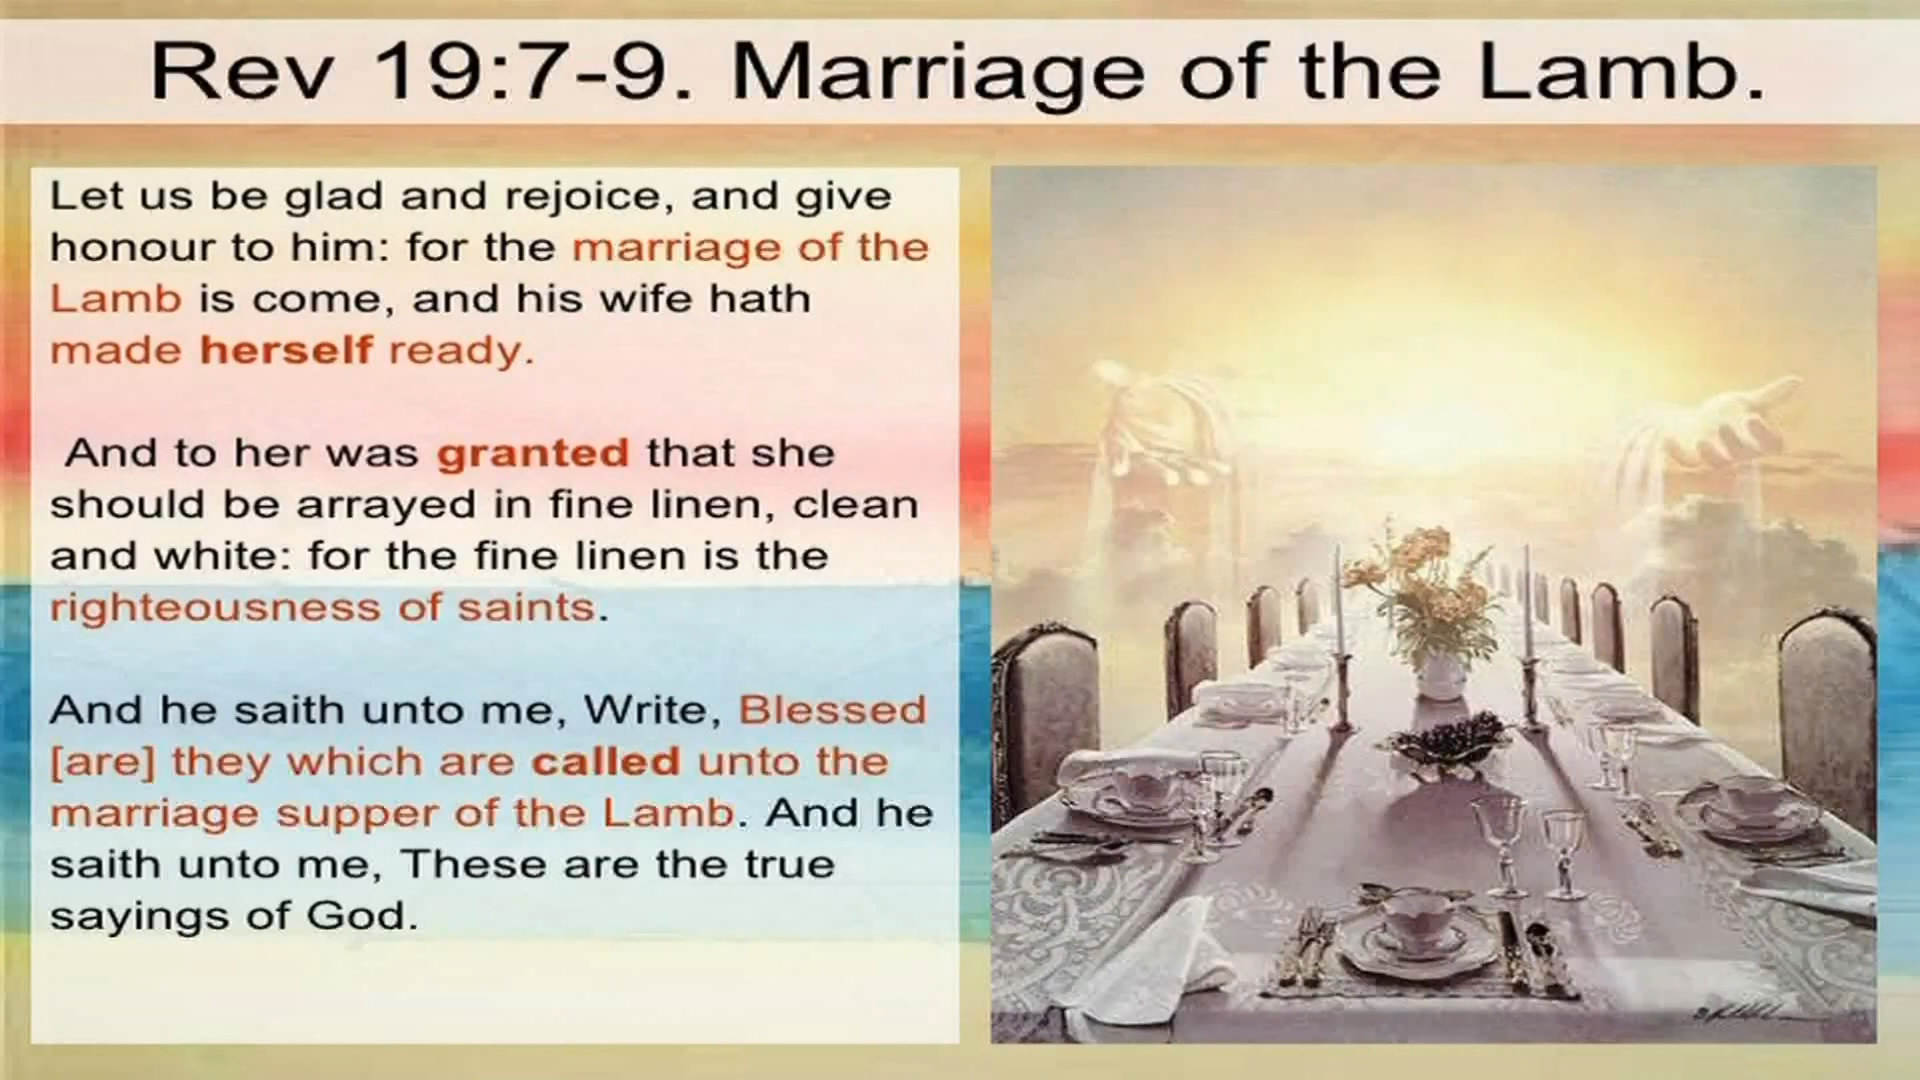 Rev 19:7-9. Marriage of the Lamb.
Let us be glad and rejoice, and give
honour to him: for the marriage of the
Lamb is come, and his wife hath
made herself ready.
And to her was granted that she
should be arrayed in fine linen, clean
and white: for the fine linen is the
righteousness of saints.
And he saith unto me, Write, Blessed
[are] they which are called unto the
marriage supper of the Lamb. And he
saith unto me, These are the true
sayings of God.